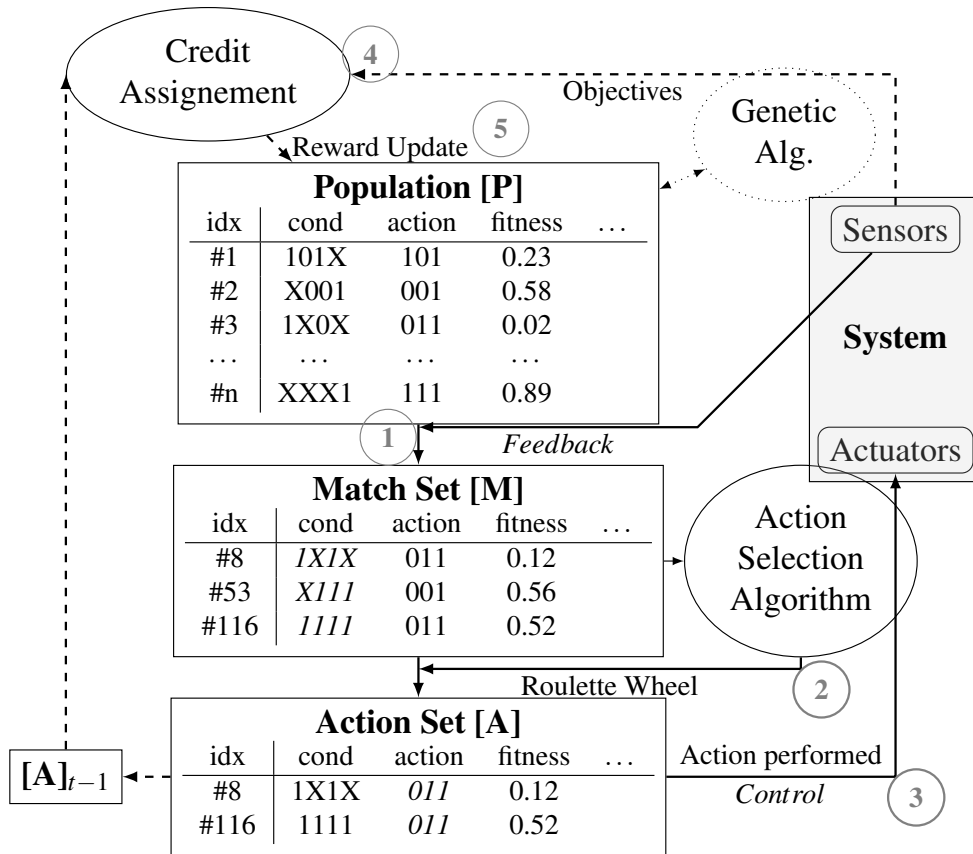 Credit
Assignement
4
Objectives
Genetic
Alg.
5
Reward Update
Population [P]
idx cond action fitness ...
#1 101X 101 0.23
#2 X001 001 0.58
#3 1X0X 011 0.02
... ... ... ...
#n XXX1 111 0.89
Sensors
System
Actuators
1
Feedback
Match Set [M]
idx cond action fitness ...
#8 1X1X 011 0.12
#53 X111 001 0.56
#116 1111 011 0.52
Action
Selection
Algorithm
Roulette Wheel
2
Action Set [A]
idx cond action fitness ...
#8 1X1X 011 0.12
#116 1111 011 0.52
[A]t−1
Action performed
Control
3